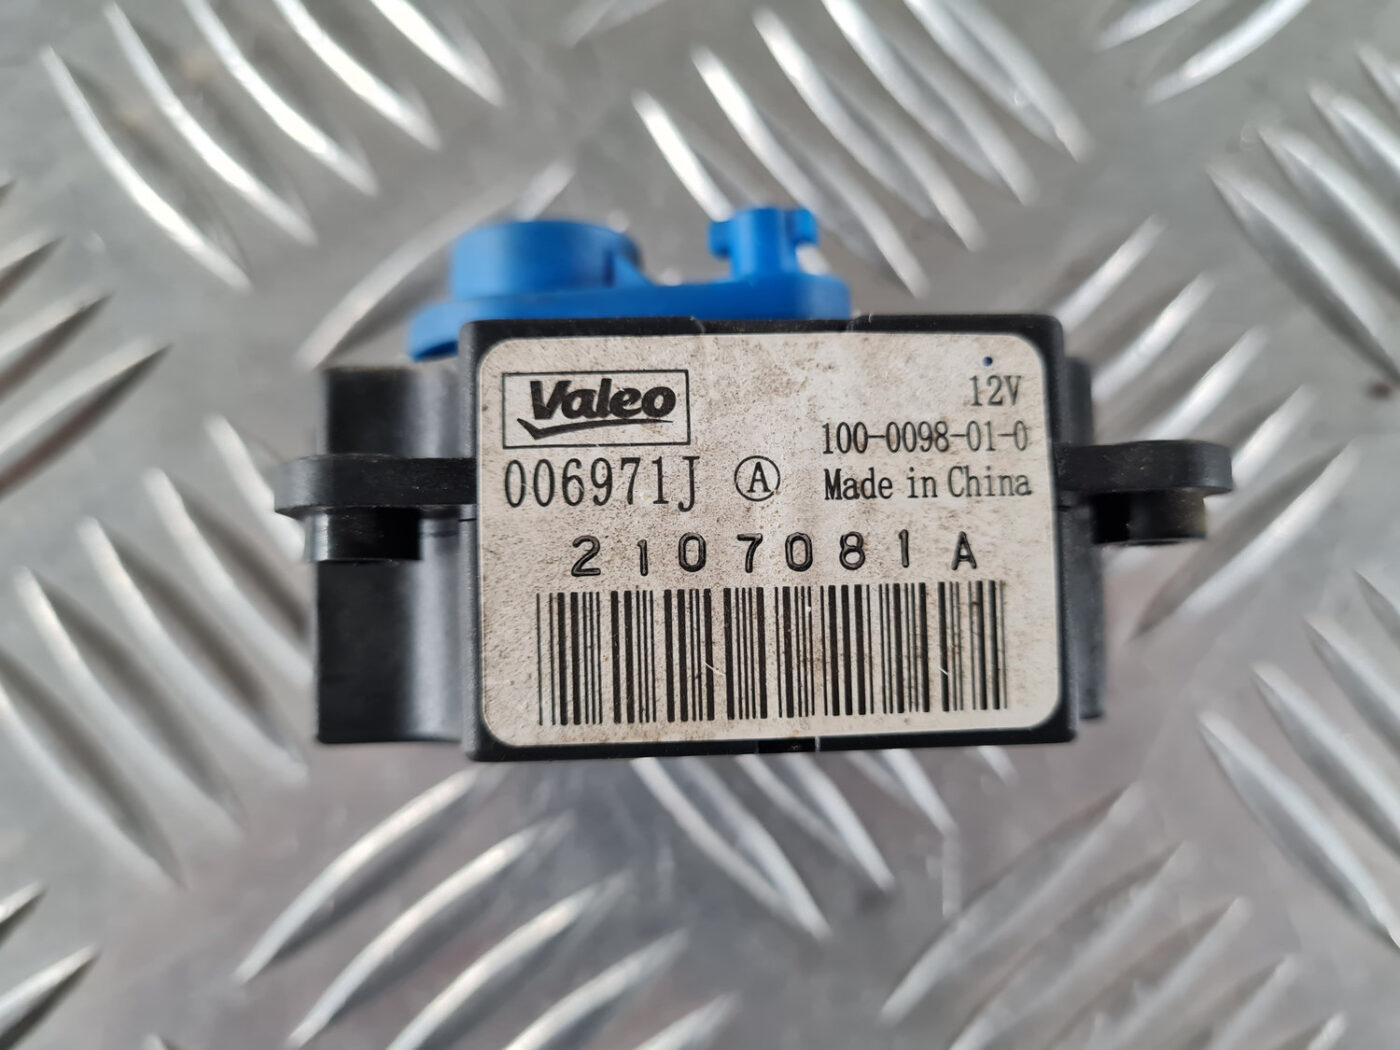 Valeo
12V
100-0098-01-0
006971J Ⓐ Made in China
2107081A